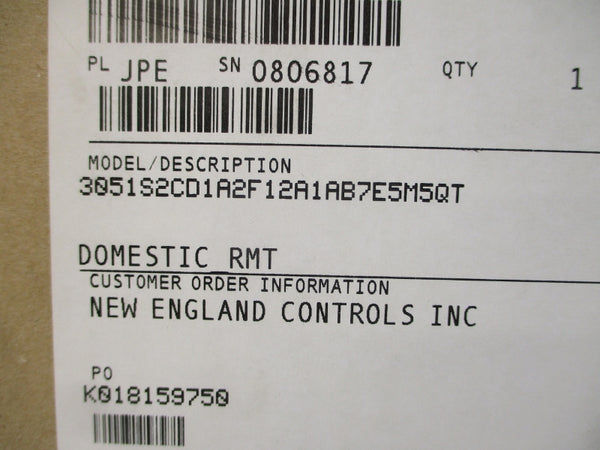 PL JPE SN 0806817 QTY 1
MODEL/DESCRIPTION
3051S2CD1A2F12A1AB7E5M5QT
DOMESTIC RMT
CUSTOMER ORDER INFORMATION
NEW ENGLAND CONTROLS INC
PO
K018159750